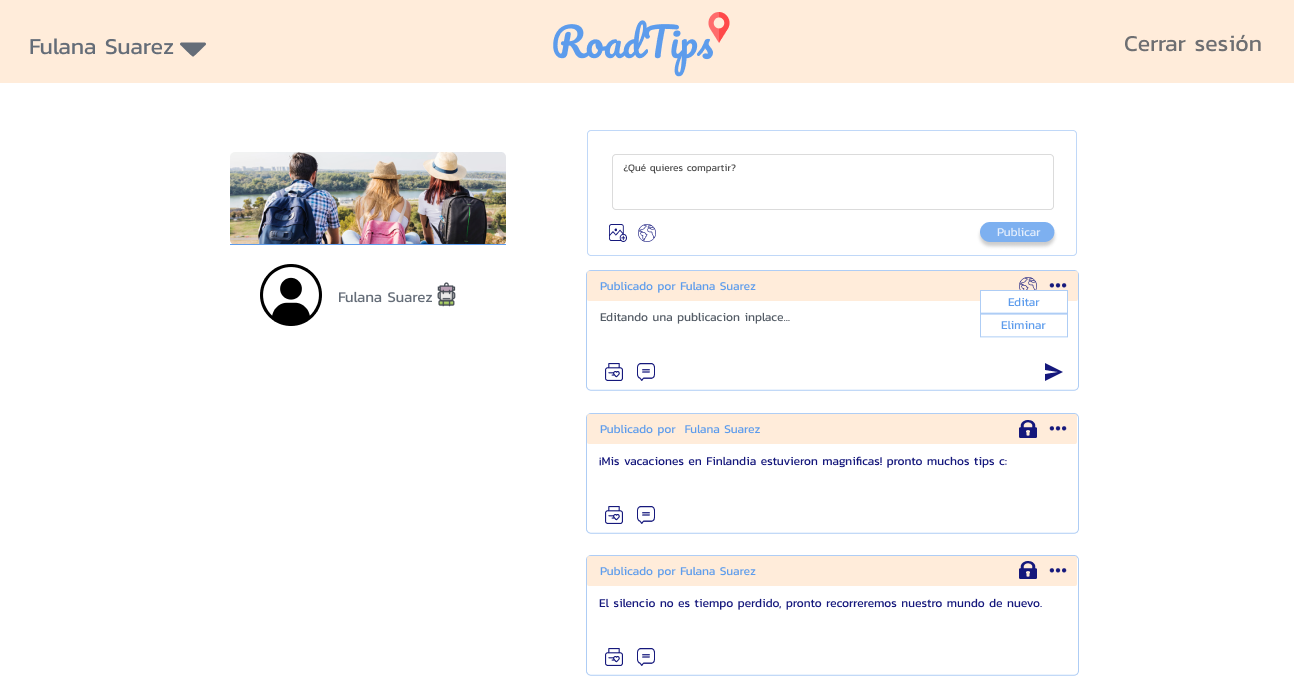 Fulana Suarez
RoadTips
Cerrar sesión
Fulana Suarez
¿Qué quieres compartir?
Publicar
Publicado por Fulana Suarez
Editar
Eliminar
Editando una publicacion inplace...
Publicado por Fulana Suarez
¡Mis vacaciones en Finlandia estuvieron magnificas! pronto muchos tips c:
Publicado por Fulana Suarez
El silencio no es tiempo perdido, pronto recorreremos nuestro mundo de nuevo.